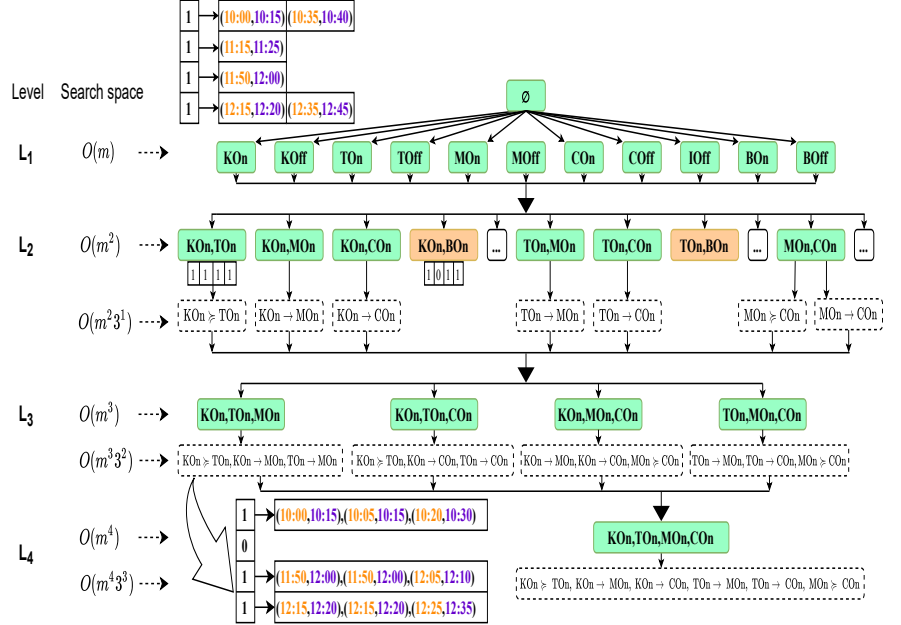 1 (10:00,10:15) (10:35,10:40)
1 (11:15,11:25)
1 (11:50,12:00)
1 (12:15,12:20) (12:35,12:45)
Level Search space
∅
L1 O(m) KOn KOff TOn TOff MOn MOff COn COff IOff BOn BOff
L2 O(m²) KOn,TOn KOn,MOn KOn,COn KOn,BOn ... TOn,MOn TOn,COn TOn,BOn ... MOn,COn ...
1 1 1 1 1 0 1 1
O(m²3¹) KOn ≽ TOn KOn → MOn KOn → COn TOn → MOn TOn → COn MOn ≽ COn MOn → COn
L3 O(m³) KOn,TOn,MOn KOn,TOn,COn KOn,MOn,COn TOn,MOn,COn
O(m³3²) KOn ≽ TOn, KOn → MOn, TOn → MOn KOn ≽ TOn, KOn → COn, TOn → COn KOn → MOn, KOn → COn, MOn ≽ COn TOn → MOn, TOn → COn, MOn ≽ COn
1 (10:00,10:15),(10:05,10:15),(10:20,10:30)
L4 O(m⁴) 0 KOn,TOn,MOn,COn
O(m⁴3³) 1 (11:50,12:00),(11:50,12:00),(12:05,12:10) KOn ≽ TOn, KOn → MOn, KOn → COn, TOn → MOn, TOn → COn, MOn ≽ COn
1 (12:15,12:20),(12:15,12:20),(12:25,12:35)